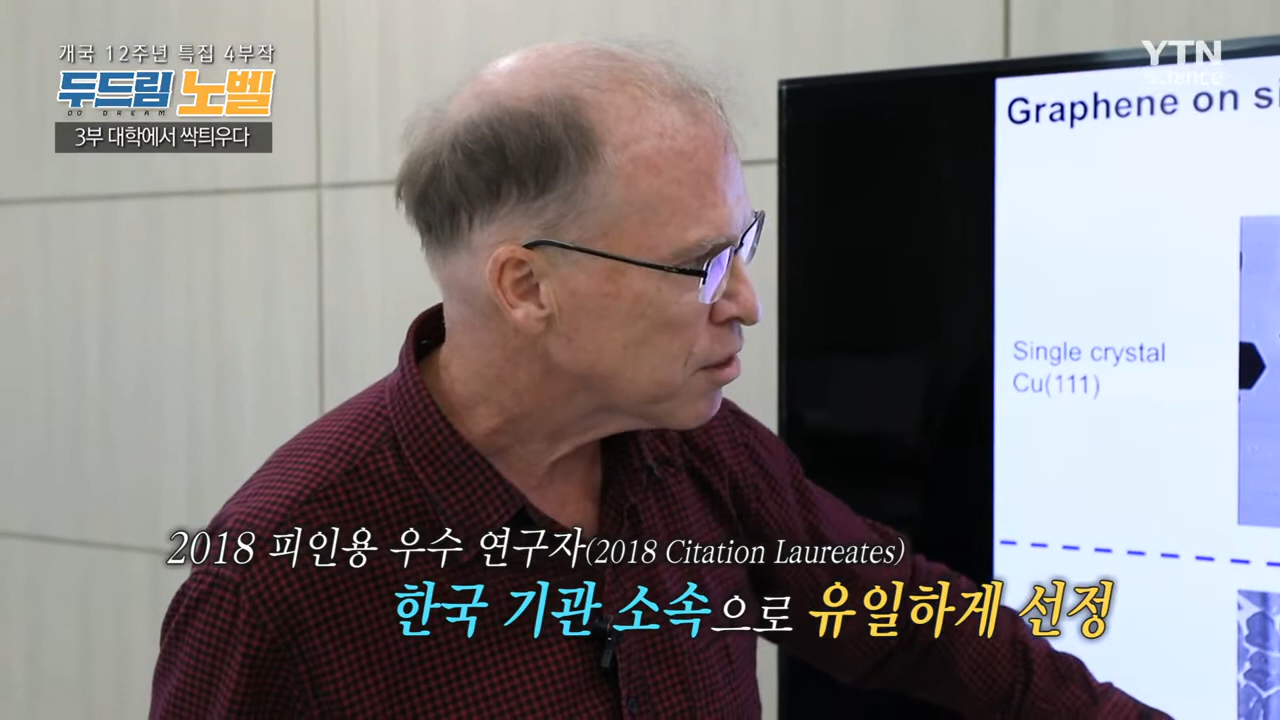 개국 12주년 특집 4부작
두드림 노벨
DO DREAM
3부 대학에서 싹틔우다
YTN
science
Graphene on
Single crystal
Cu(111)
2018 피인용 우수 연구자(2018 Citation Laureates)
한국 기관 소속으로 유일하게 선정